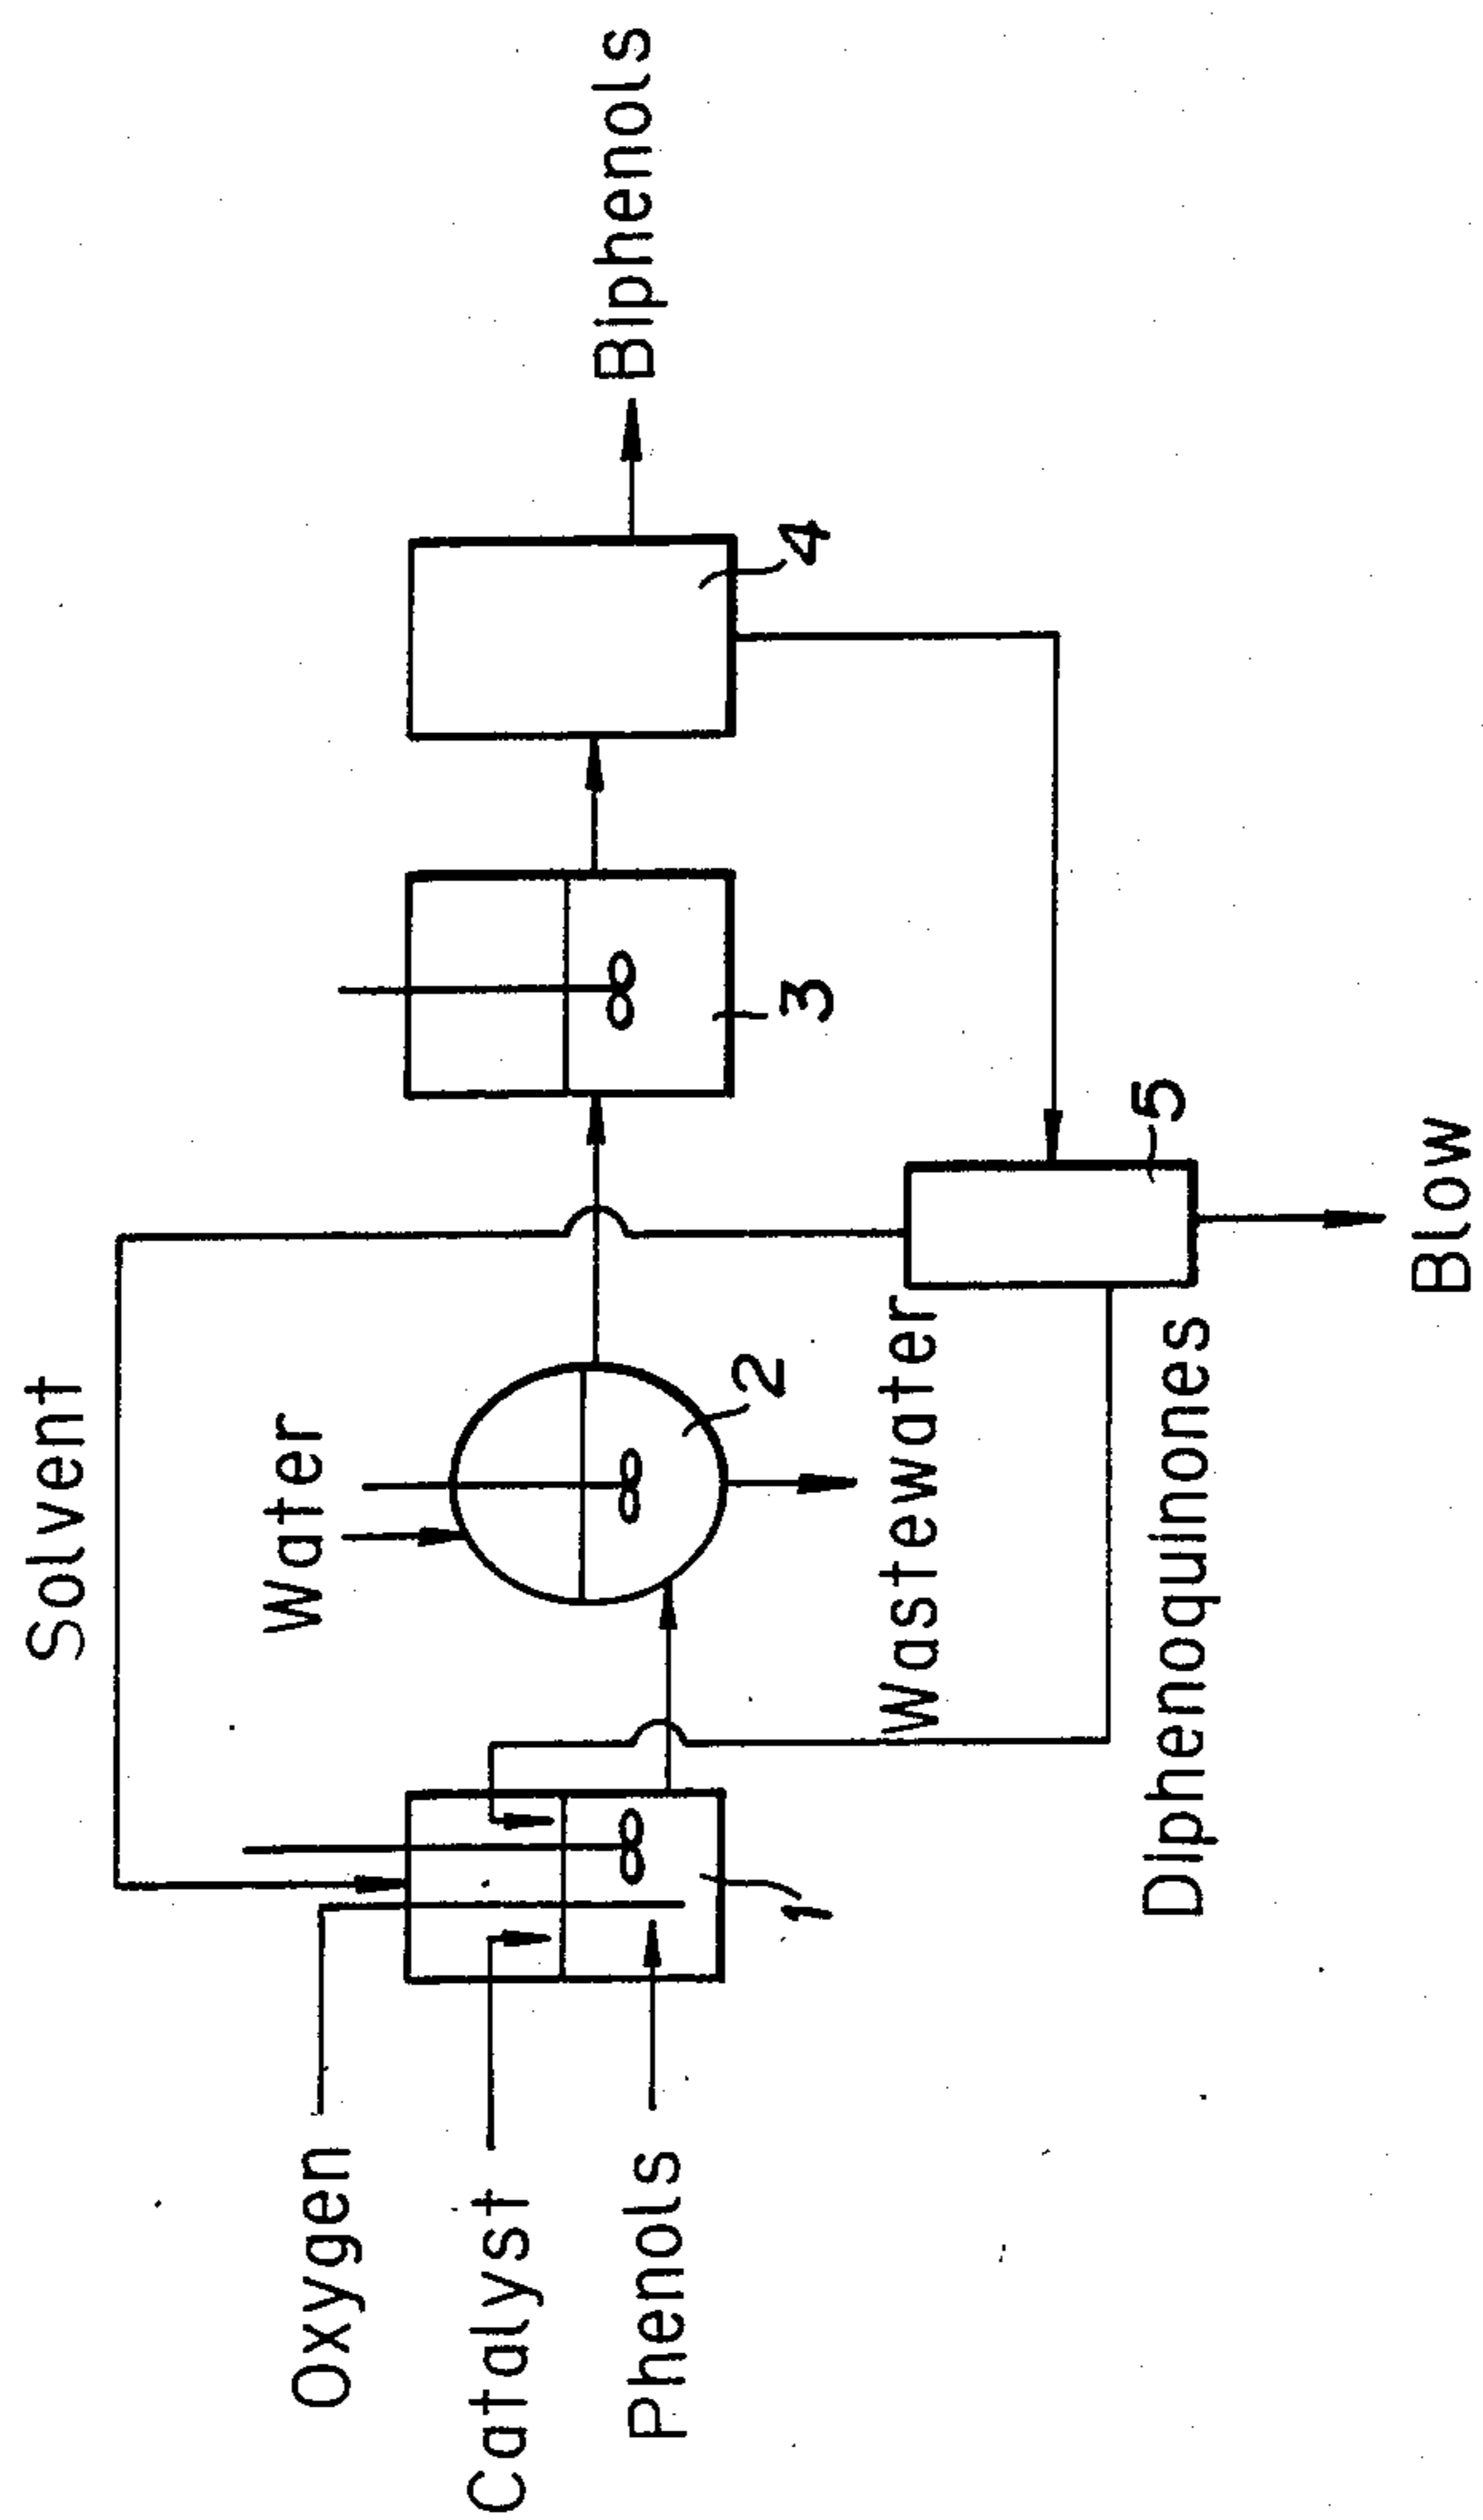 Solvent
Water
Oxygen
Catalyst
Phenols
Biphenols
1
2
3
4
5
Wastewater
Diphenoquinones
Blow